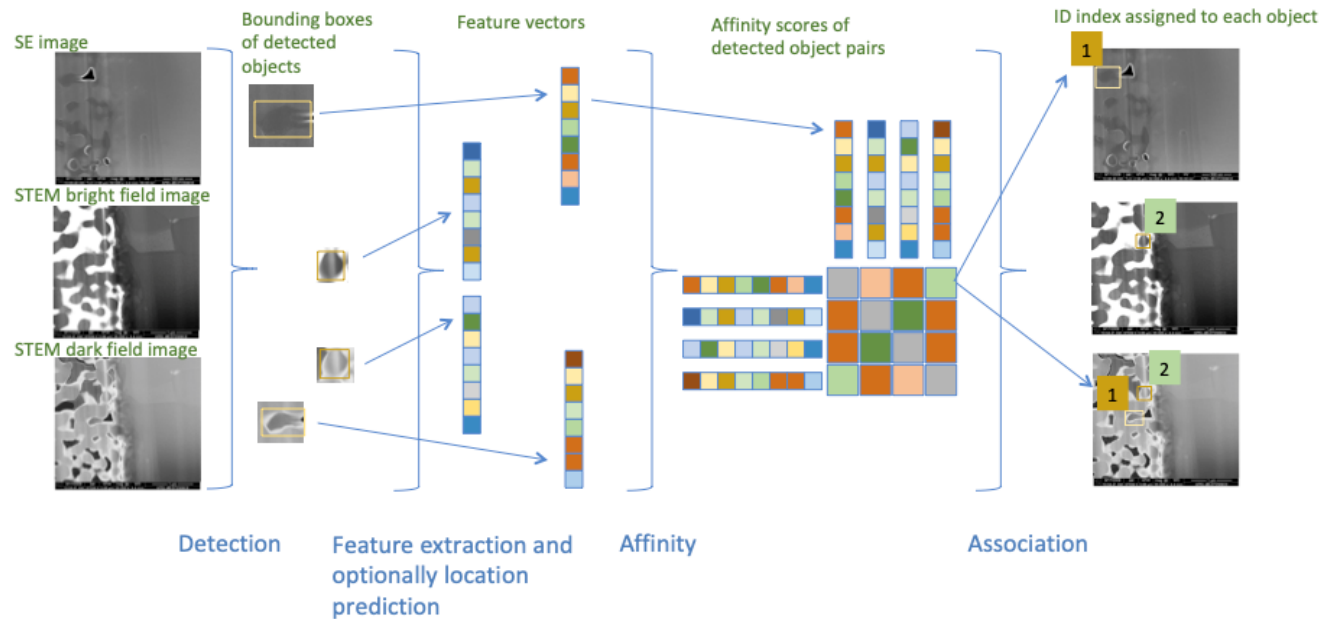 SE image
Bounding boxes
of detected
objects
Feature vectors
Affinity scores of
detected object pairs
ID index assigned to each object
1
STEM bright field image
2
STEM dark field image
2
1
Detection
Feature extraction and
optionally location
prediction
Affinity
Association